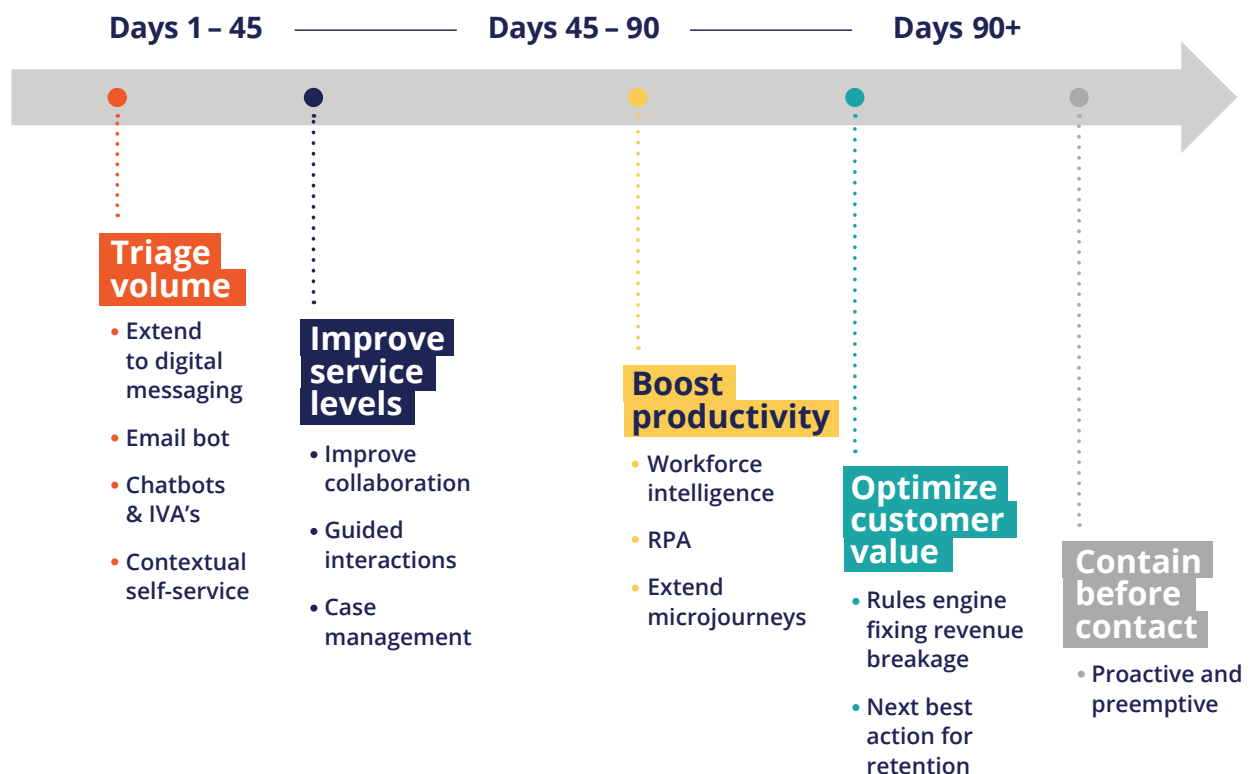 Days 1 – 45
Days 45 – 90
Days 90+
Triage
volume
• Extend
to digital
messaging
• Email bot
• Chatbots
& IVA's
• Contextual
self-service
Improve
service
levels
• Improve
collaboration
• Guided
interactions
• Case
management
Boost
productivity
• Workforce
intelligence
• RPA
• Extend
microjourneys
Optimize
customer
value
• Rules engine
fixing revenue
breakage
• Next best
action for
retention
Contain
before
contact
• Proactive and
preemptive